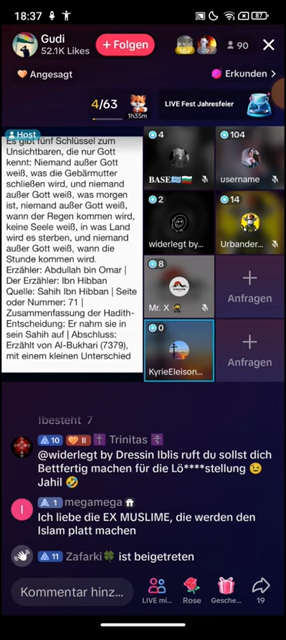 18:37
87
Gudi
52.1K Likes
+ Folgen
90
Angesagt
Erkunden >
4/63
1h35m
LIVE Fest Jahresfeier
Host
Es gibt fünf Schlüssel zum
Unsichtbaren, die nur Gott
kennt: Niemand außer Gott
weiß, was die Gebärmutter
schließen wird, und niemand
außer Gott weiß, was morgen
ist, niemand außer Gott weiß,
wann der Regen kommen wird,
keine Seele weiß, in was Land
wird es sterben, und niemand
außer Gott weiß, wann die
Stunde kommen wird.
Erzähler: Abdullah bin Omar |
Der Erzähler: Ibn Hibban
Quelle: Sahih Ibn Hibban | Seite
oder Nummer: 71 |
Zusammenfassung der Hadith-
Entscheidung: Er nahm sie in
sein Sahih auf | Abschluss:
Erzählt von Al-Bukhari (7379),
mit einem kleinen Unterschied
4
BASE
104
username
2
widerlegt by...
14
Urbander...
8
Mr. X
+
Anfragen
0
KyrieEleison...
+
Anfragen
!besteht 7
10
II
Trinitas
@widerlegt by Dressin Iblis ruft du sollst dich
Bettfertig machen für die Lö****stellung 😉
Jahil 🤣
I
1
megamega
Ich liebe die EX MUSLIME, die werden den
Islam platt machen
11
Zafarki🍀 ist beigetreten
Kommentar hinz...
LIVE mi...
Rose
Gesche...
19